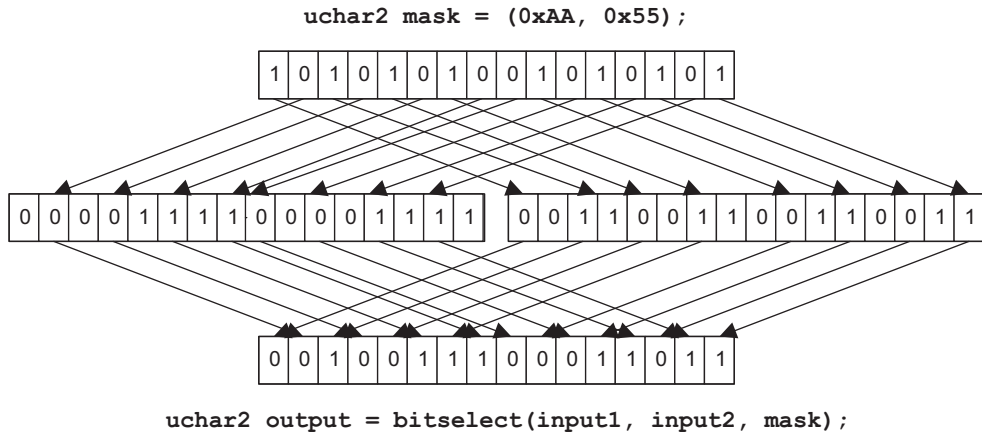 uchar2 mask = (0xAA, 0x55);
1 0 1 0 1 0 1 0 0 1 0 1 0 1 0 1
0 0 0 0 1 1 1 1 0 0 0 0 1 1 1 1 0 0 1 1 0 0 1 1 0 0 1 1 0 0 1 1
0 0 1 0 0 1 1 1 0 0 0 1 1 0 1 1
uchar2 output = bitselect(input1, input2, mask);